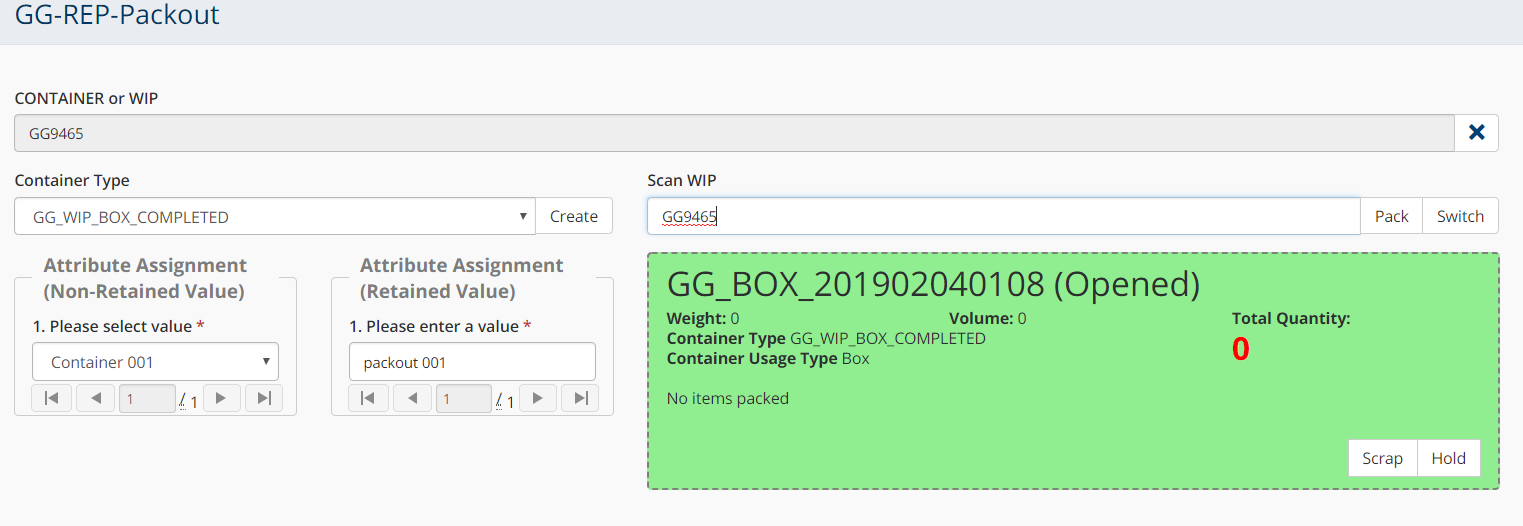 GG-REP-Packout
CONTAINER or WIP
GG9465
Container Type
GG_WIP_BOX_COMPLETED
Create
Scan WIP
GG9465
Pack
Switch
Attribute Assignment
(Non-Retained Value)
1. Please select value *
Container 001
1 / 1
Attribute Assignment
(Retained Value)
1. Please enter a value *
packout 001
1 / 1
GG_BOX_201902040108 (Opened)
Weight: 0
Volume: 0
Total Quantity:
0
Container Type GG_WIP_BOX_COMPLETED
Container Usage Type Box
No items packed
Scrap
Hold